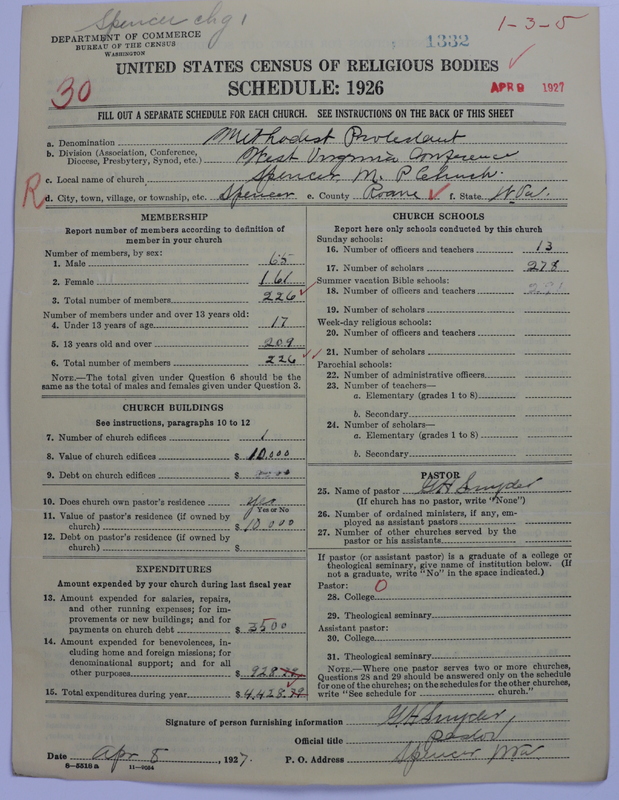 Spencer chg 1
1-3-5
DEPARTMENT OF COMMERCE
BUREAU OF THE CENSUS
WASHINGTON
1332
UNITED STATES CENSUS OF RELIGIOUS BODIES
SCHEDULE: 1926
30
APR 9 1927
FILL OUT A SEPARATE SCHEDULE FOR EACH CHURCH. SEE INSTRUCTIONS ON THE BACK OF THIS SHEET
a. Denomination Methodist Protestant
b. Division (Association, Conference, Diocese, Presbytery, Synod, etc.) West Virginia Conference
c. Local name of church Spencer M. P. Church.
R
d. City, town, village, or township, etc. Spencer e. County Roane f. State W. Va.
MEMBERSHIP
Report number of members according to definition of
member in your church
Number of members, by sex:
1. Male 65
2. Female 161
3. Total number of members 226
Number of members under and over 13 years old:
4. Under 13 years of age 17
5. 13 years old and over 209
6. Total number of members 226
NOTE.—The total given under Question 6 should be the
same as the total of males and females given under Question 3.
CHURCH BUILDINGS
See instructions, paragraphs 10 to 12
7. Number of church edifices 1
8. Value of church edifices $ 10,000
9. Debt on church edifices $
10. Does church own pastor's residence yes
Yes or No
11. Value of pastor's residence (if owned by
church) $ 10,000
12. Debt on pastor's residence (if owned by
church) $
EXPENDITURES
Amount expended by your church during last fiscal year
13. Amount expended for salaries, repairs,
and other running expenses; for im-
provements or new buildings; and for
payments on church debt $ 3500
14. Amount expended for benevolences, in-
cluding home and foreign missions; for
denominational support; and for all
other purposes $ 928.79
15. Total expenditures during year $ 4,428.79
CHURCH SCHOOLS
Report here only schools conducted by this church
Sunday schools:
16. Number of officers and teachers 13
17. Number of scholars 278
Summer vacation Bible schools:
18. Number of officers and teachers
19. Number of scholars
Week-day religious schools:
20. Number of officers and teachers
21. Number of scholars
Parochial schools:
22. Number of administrative officers
23. Number of teachers—
a. Elementary (grades 1 to 8)
b. Secondary
24. Number of scholars—
a. Elementary (grades 1 to 8)
b. Secondary
PASTOR
25. Name of pastor G H Snyder
(If church has no pastor, write "None")
26. Number of ordained ministers, if any, em-
ployed as assistant pastors
27. Number of other churches served by the
pastor or his assistants
If pastor (or assistant pastor) is a graduate of a college or
theological seminary, give name of institution below. (If
not a graduate, write "No" in the space indicated.)
Pastor: 0
28. College
29. Theological seminary
Assistant pastor:
30. College
31. Theological seminary
NOTE.—Where one pastor serves two or more churches,
Questions 28 and 29 should be answered only on the schedule
for one of the churches; on the schedules for the other churches,
write "See schedule for church."
Signature of person furnishing information G H Snyder,
Official title Pastor
Date Apr 8, 1927. P. O. Address Spencer W Va
8—5518 a 11—9084